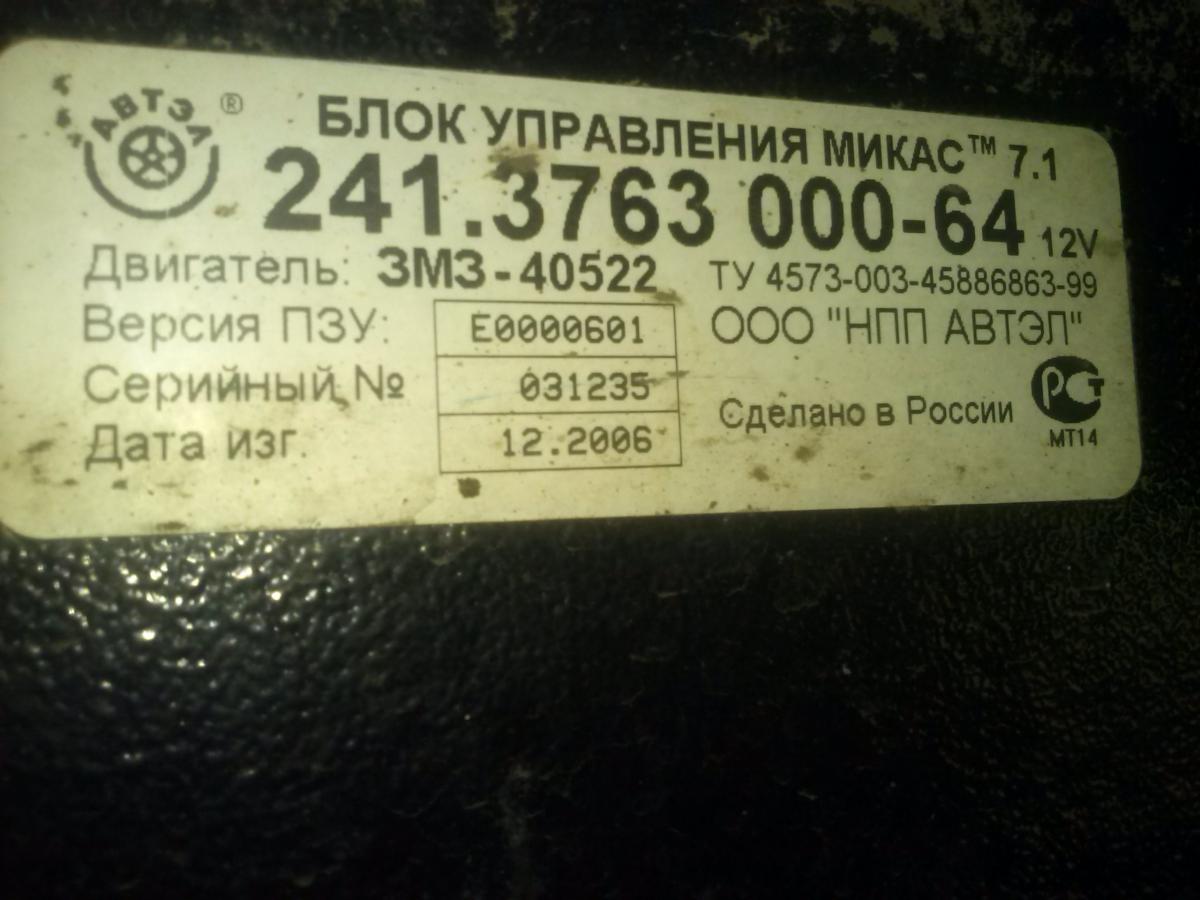 АВТЭЛ ®
БЛОК УПРАВЛЕНИЯ МИКАС™ 7.1
241.3763 000-64 12V
Двигатель: ЗМЗ-40522 ТУ 4573-003-45886863-99
Версия ПЗУ: E0000601 ООО "НПП АВТЭЛ"
Серийный № 031235
Сделано в России РСТ
Дата изг. 12.2006 МТ14